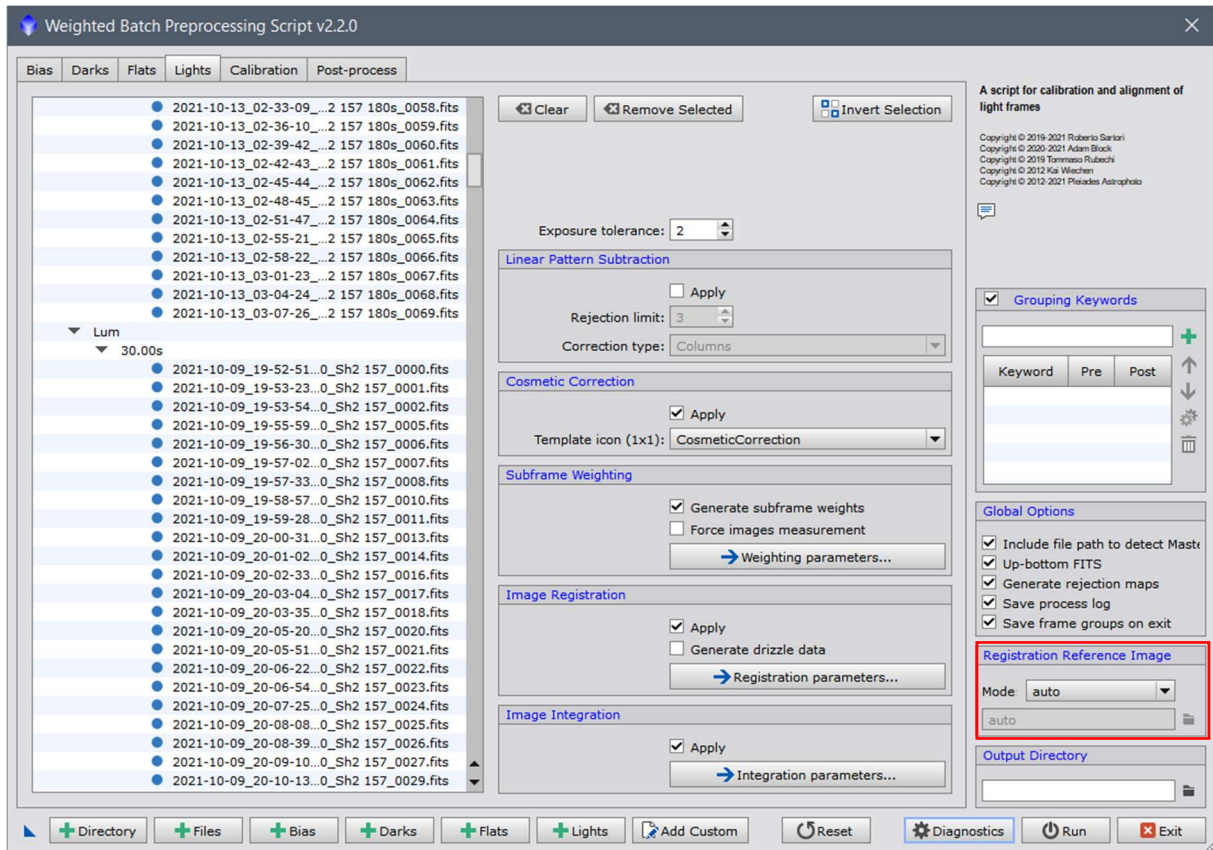 Weighted Batch Preprocessing Script v2.2.0
Bias Darks Flats Lights Calibration Post-process
2021-10-13_02-33-09_...2 157 180s_0058.fits
2021-10-13_02-36-10_...2 157 180s_0059.fits
2021-10-13_02-39-42_...2 157 180s_0060.fits
2021-10-13_02-42-43_...2 157 180s_0061.fits
2021-10-13_02-45-44_...2 157 180s_0062.fits
2021-10-13_02-48-45_...2 157 180s_0063.fits
2021-10-13_02-51-47_...2 157 180s_0064.fits
2021-10-13_02-55-21_...2 157 180s_0065.fits
2021-10-13_02-58-22_...2 157 180s_0066.fits
2021-10-13_03-01-23_...2 157 180s_0067.fits
2021-10-13_03-04-24_...2 157 180s_0068.fits
2021-10-13_03-07-26_...2 157 180s_0069.fits
Lum
30.00s
2021-10-09_19-52-51...0_Sh2 157_0000.fits
2021-10-09_19-53-23...0_Sh2 157_0001.fits
2021-10-09_19-53-54...0_Sh2 157_0002.fits
2021-10-09_19-55-59...0_Sh2 157_0005.fits
2021-10-09_19-56-30...0_Sh2 157_0006.fits
2021-10-09_19-57-02...0_Sh2 157_0007.fits
2021-10-09_19-57-33...0_Sh2 157_0008.fits
2021-10-09_19-58-57...0_Sh2 157_0010.fits
2021-10-09_19-59-28...0_Sh2 157_0011.fits
2021-10-09_20-00-31...0_Sh2 157_0013.fits
2021-10-09_20-01-02...0_Sh2 157_0014.fits
2021-10-09_20-02-33...0_Sh2 157_0016.fits
2021-10-09_20-03-04...0_Sh2 157_0017.fits
2021-10-09_20-03-35...0_Sh2 157_0018.fits
2021-10-09_20-05-20...0_Sh2 157_0020.fits
2021-10-09_20-05-51...0_Sh2 157_0021.fits
2021-10-09_20-06-22...0_Sh2 157_0022.fits
2021-10-09_20-06-54...0_Sh2 157_0023.fits
2021-10-09_20-07-25...0_Sh2 157_0024.fits
2021-10-09_20-08-08...0_Sh2 157_0025.fits
2021-10-09_20-08-39...0_Sh2 157_0026.fits
2021-10-09_20-09-10...0_Sh2 157_0027.fits
2021-10-09_20-10-13...0_Sh2 157_0029.fits
Clear Remove Selected Invert Selection
Exposure tolerance: 2
Linear Pattern Subtraction
Apply
Rejection limit: 3
Correction type: Columns
Cosmetic Correction
Apply
Template icon (1x1): CosmeticCorrection
Subframe Weighting
Generate subframe weights
Force images measurement
Weighting parameters...
Image Registration
Apply
Generate drizzle data
Registration parameters...
Image Integration
Apply
Integration parameters...
A script for calibration and alignment of
light frames
Copyright © 2019-2021 Roberto Sartori
Copyright © 2020-2021 Adam Block
Copyright © 2019 Tommaso Rubechi
Copyright © 2012 Kai Wiechen
Copyright © 2012-2021 Pleiades Astrophoto
Grouping Keywords
Keyword Pre Post
Global Options
Include file path to detect Maste
Up-bottom FITS
Generate rejection maps
Save process log
Save frame groups on exit
Registration Reference Image
Mode auto
auto
Output Directory
Directory Files Bias Darks Flats Lights Add Custom Reset Diagnostics Run Exit